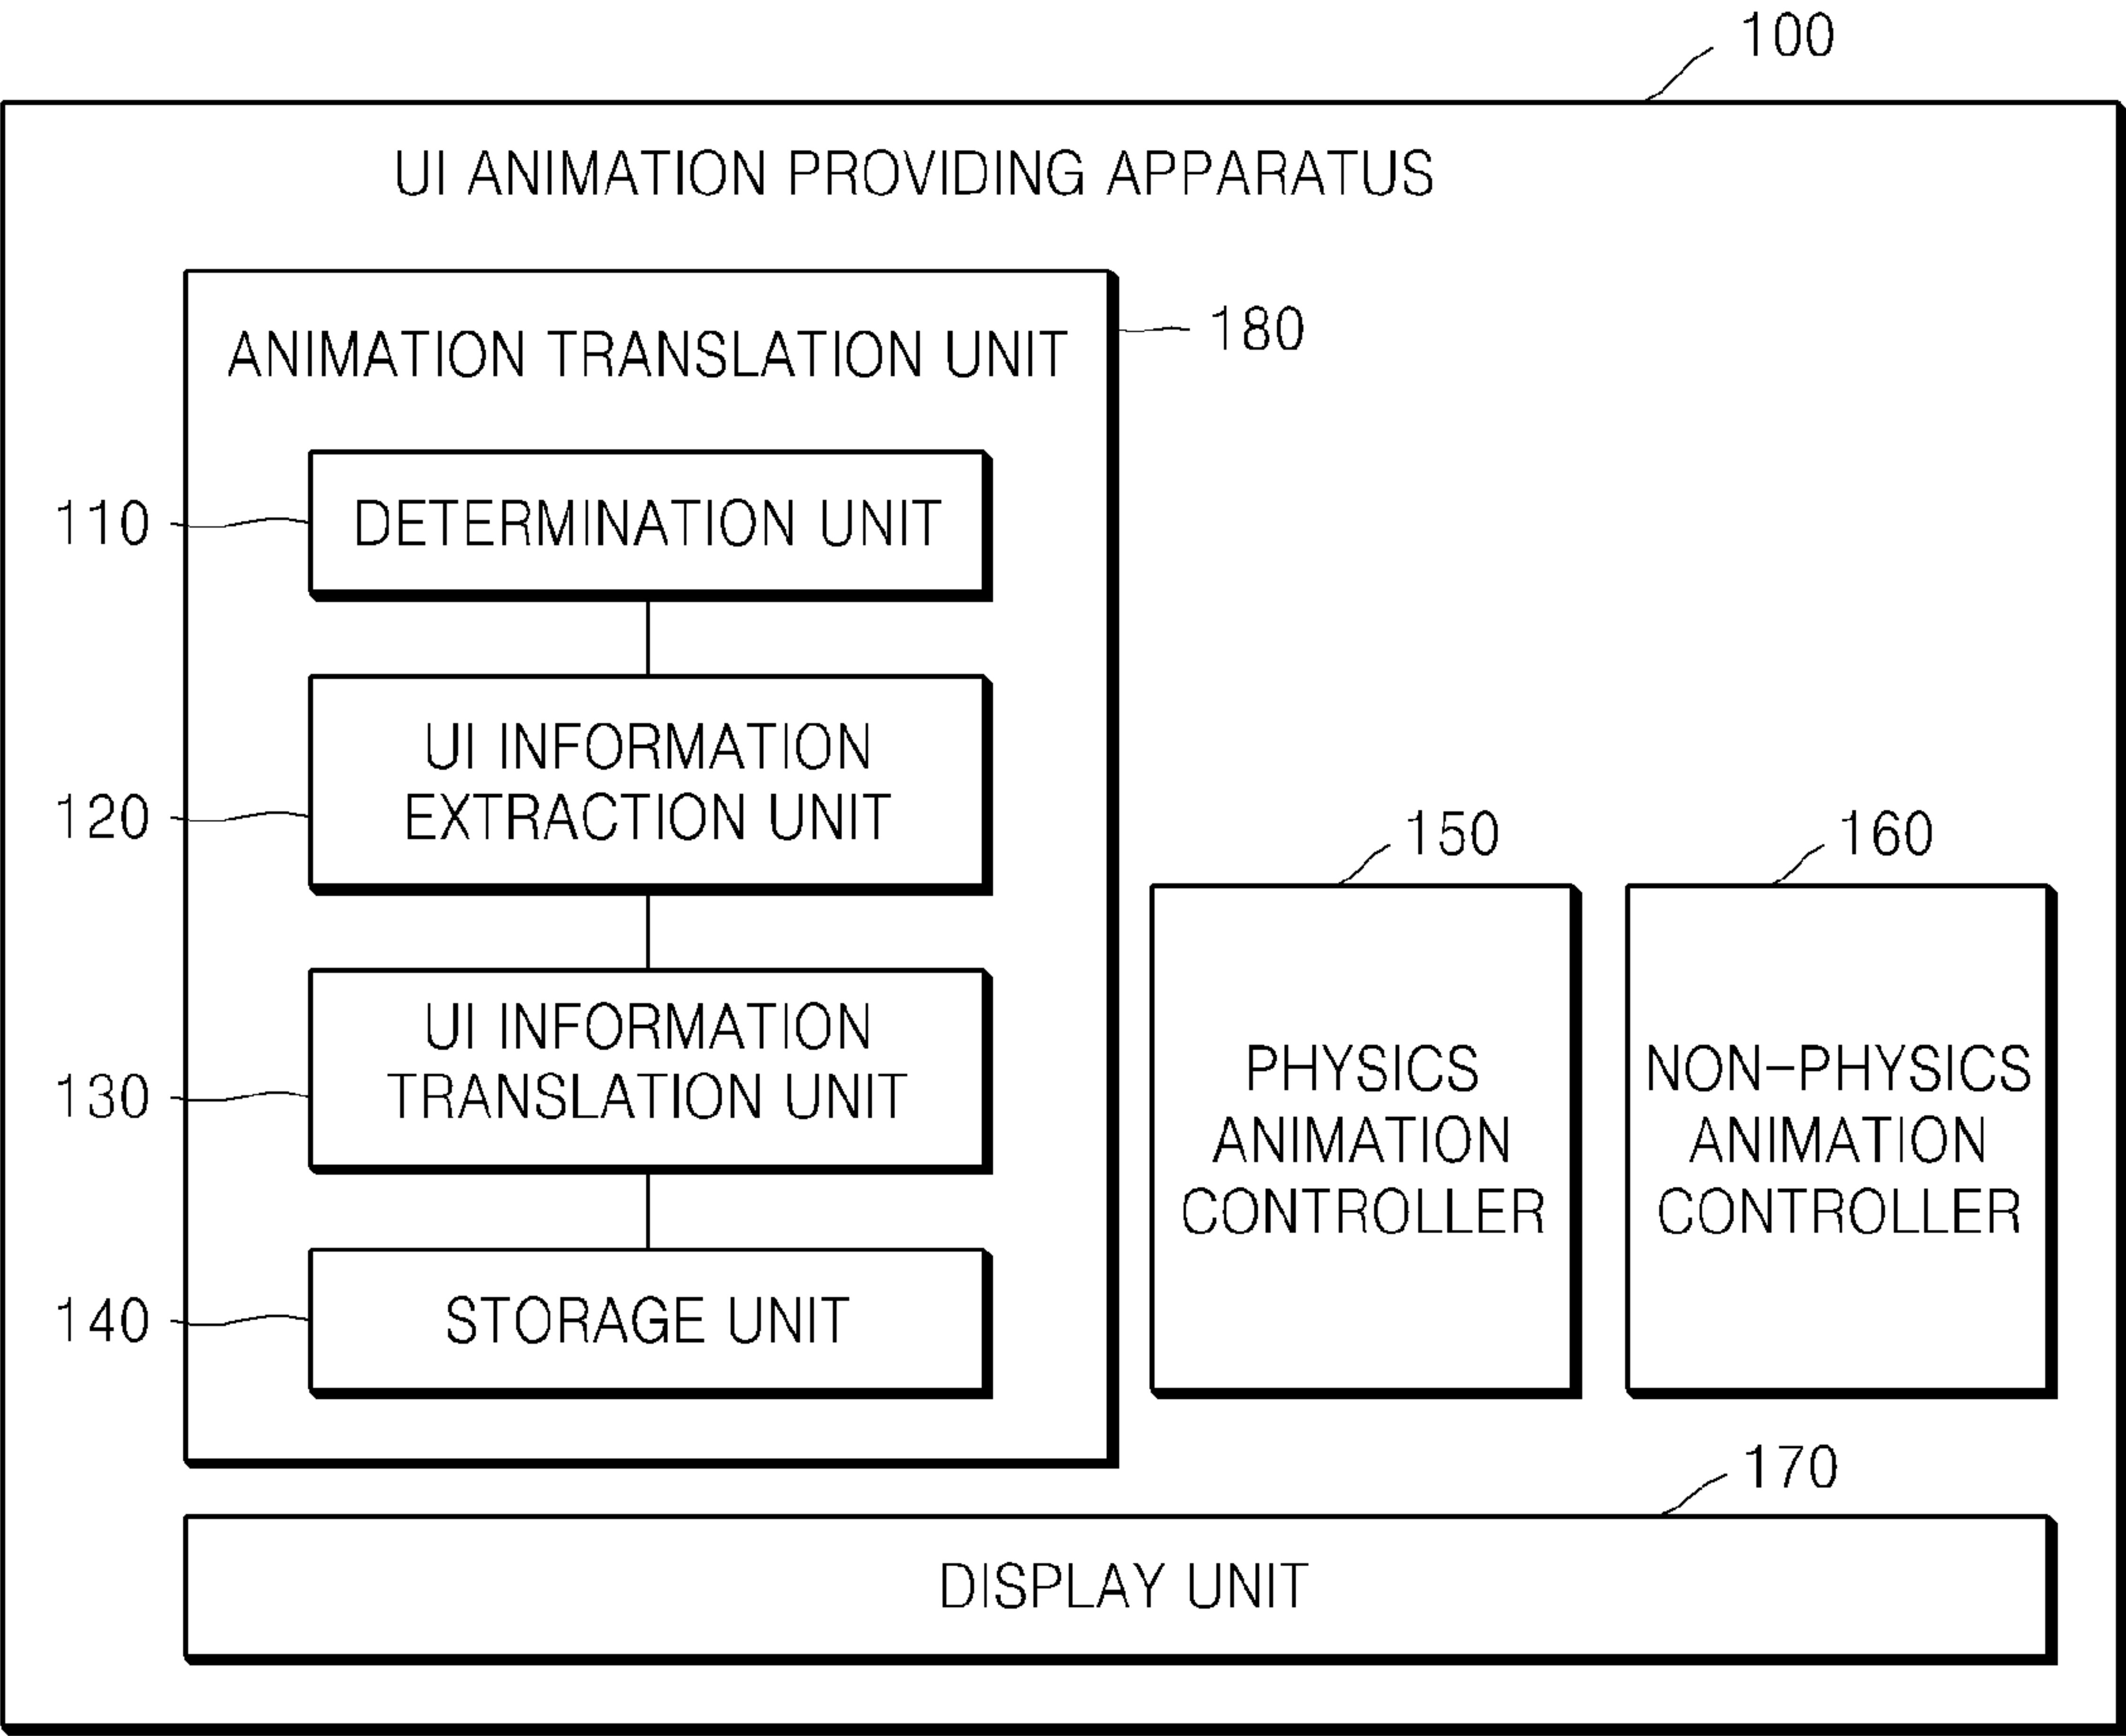 100
UI ANIMATION PROVIDING APPARATUS
180
ANIMATION TRANSLATION UNIT
110
DETERMINATION UNIT
120
UI INFORMATION
EXTRACTION UNIT
130
UI INFORMATION
TRANSLATION UNIT
140
STORAGE UNIT
150
PHYSICS
ANIMATION
CONTROLLER
160
NON-PHYSICS
ANIMATION
CONTROLLER
170
DISPLAY UNIT